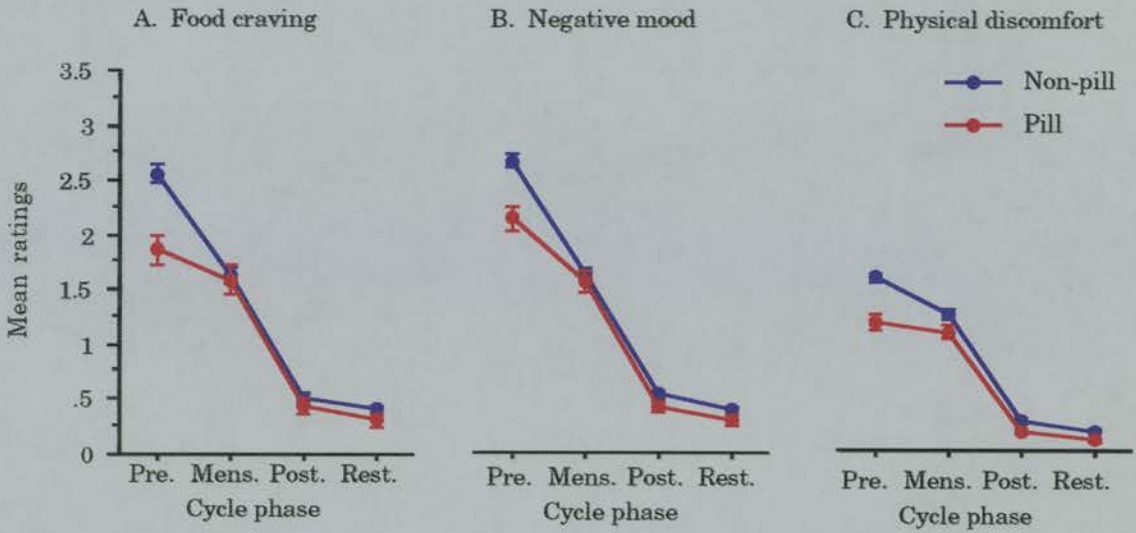 A. Food craving
B. Negative mood
C. Physical discomfort
Non-pill
Pill
Mean ratings
3.5
3
2.5
2
1.5
1
.5
0
Pre. Mens. Post. Rest.
Cycle phase
Pre. Mens. Post. Rest.
Cycle phase
Pre. Mens. Post. Rest.
Cycle phase